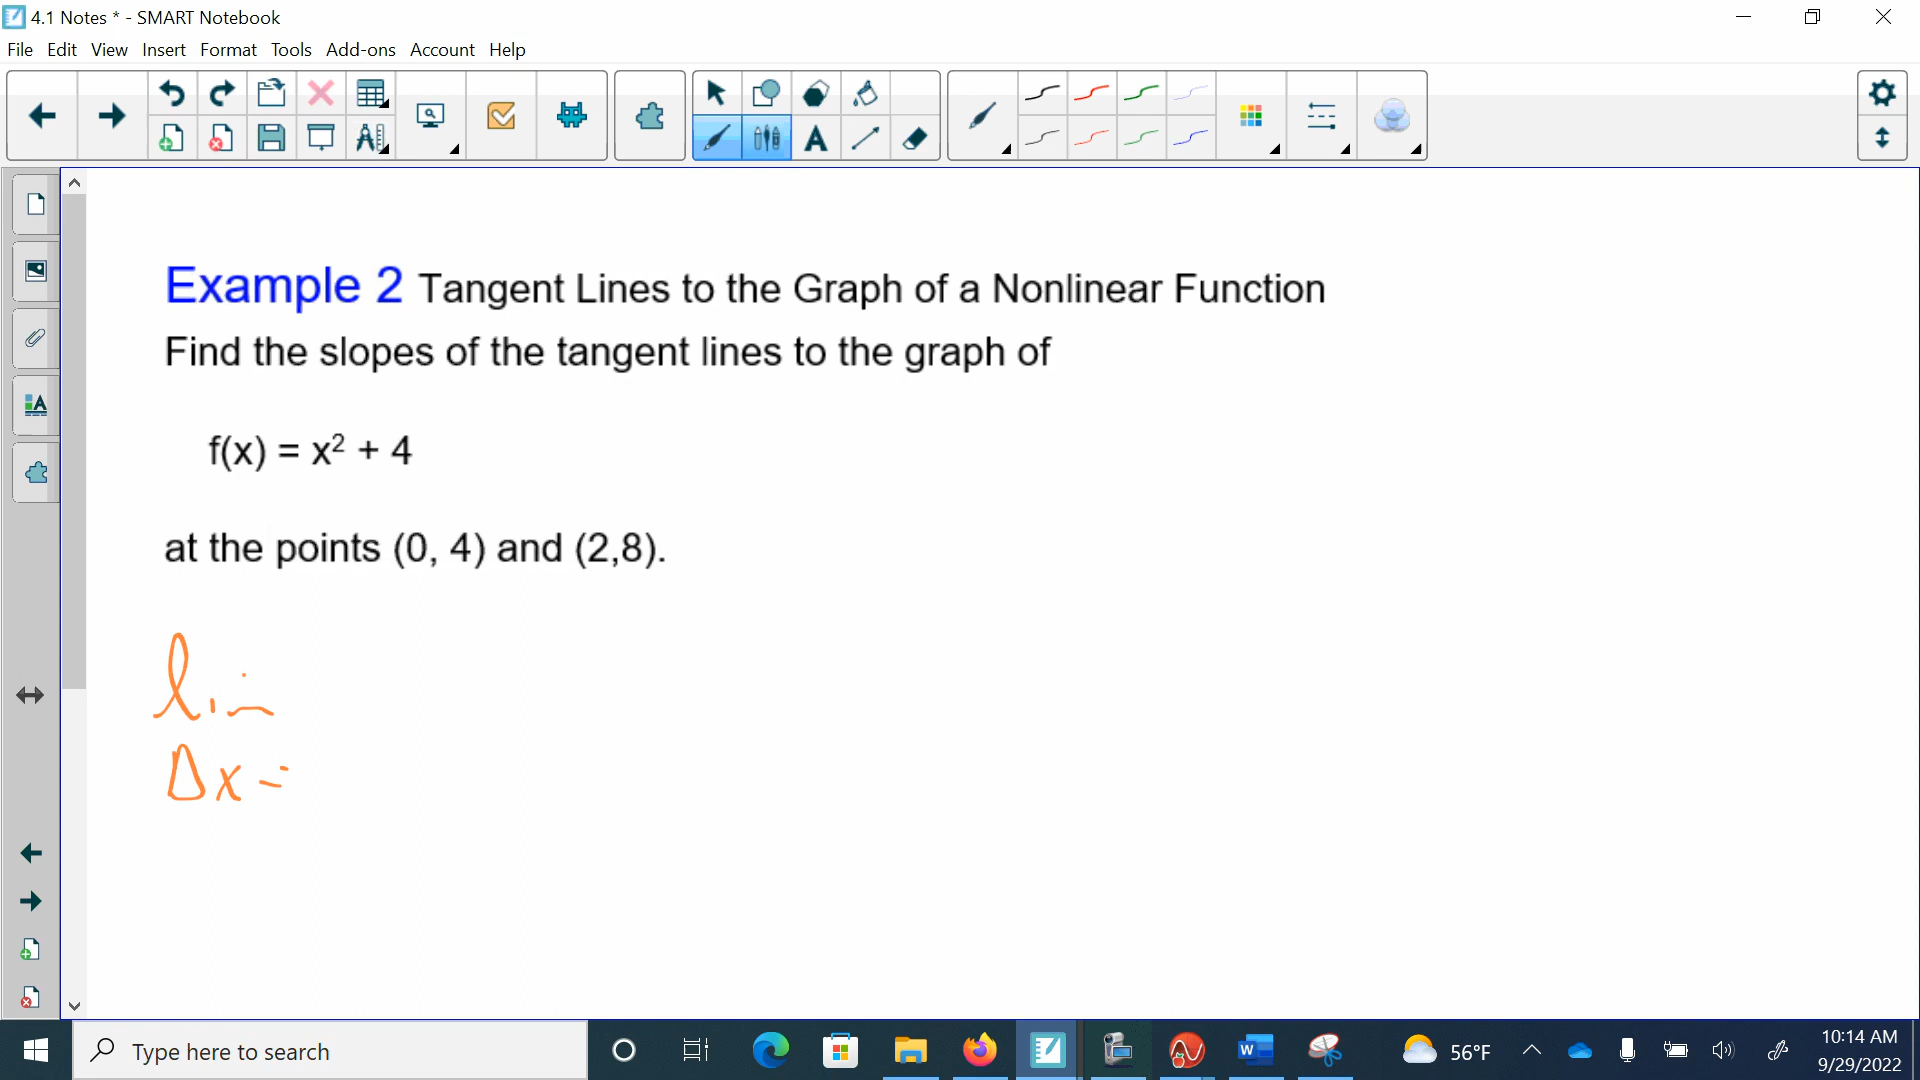 4.1 Notes * - SMART Notebook
File Edit View Insert Format Tools Add-ons Account Help
Example 2 Tangent Lines to the Graph of a Nonlinear Function
Find the slopes of the tangent lines to the graph of
f(x) = x² + 4
at the points (0, 4) and (2,8).
Δx
Type here to search
56°F
10:14 AM
9/29/2022